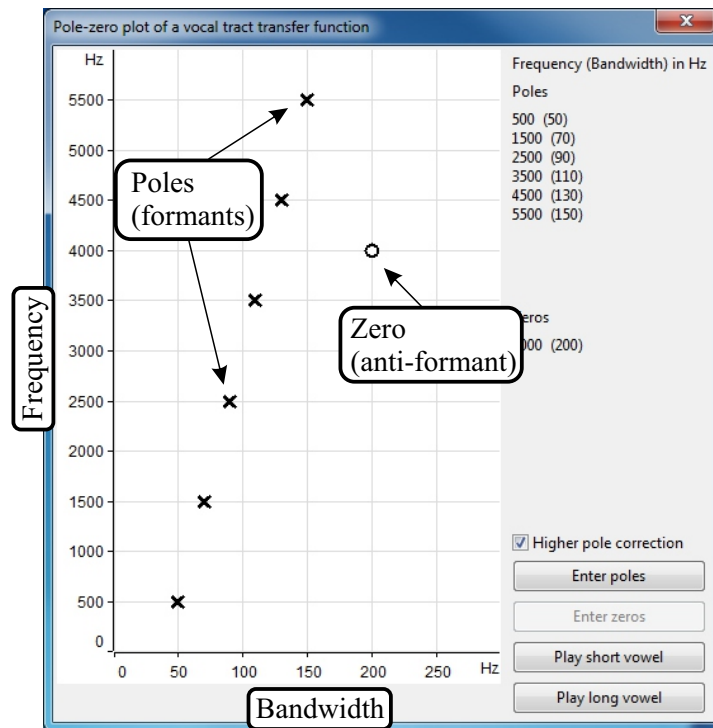 Pole-zero plot of a vocal tract transfer function
Hz
5500
5000
4500
4000
3500
3000
2500
2000
1500
1000
500
0
0 50 100 150 200 250 Hz
Frequency
Bandwidth
Poles
(formants)
Zero
(anti-formant)
Frequency (Bandwidth) in Hz
Poles
500 (50)
1500 (70)
2500 (90)
3500 (110)
4500 (130)
5500 (150)
eros
000 (200)
Higher pole correction
Enter poles
Enter zeros
Play short vowel
Play long vowel